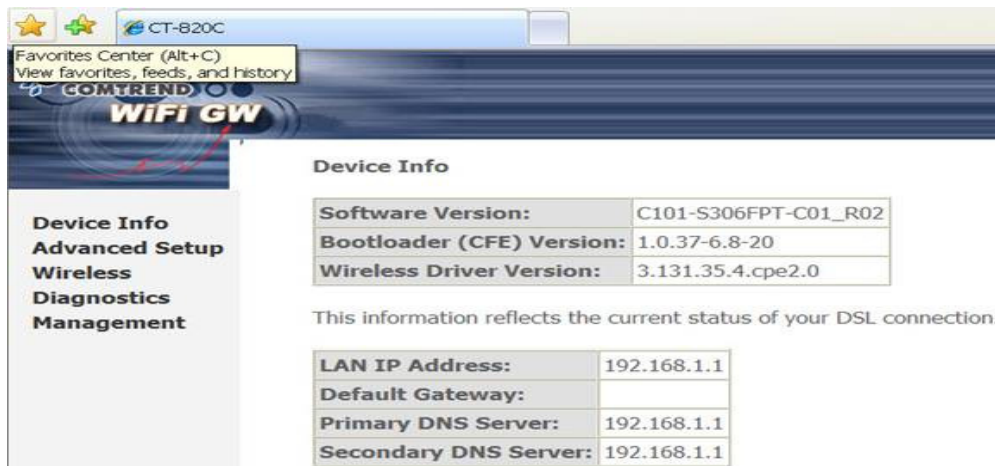 CT-820C
Favorites Center (Alt+C)
View favorites, feeds, and history
COMTREND
WiFi GW
Device Info
Advanced Setup
Wireless
Diagnostics
Management
Device Info
Software Version: C101-S306FPT-C01_R02
Bootloader (CFE) Version: 1.0.37-6.8-20
Wireless Driver Version: 3.131.35.4.cpe2.0
This information reflects the current status of your DSL connection
LAN IP Address: 192.168.1.1
Default Gateway:
Primary DNS Server: 192.168.1.1
Secondary DNS Server: 192.168.1.1